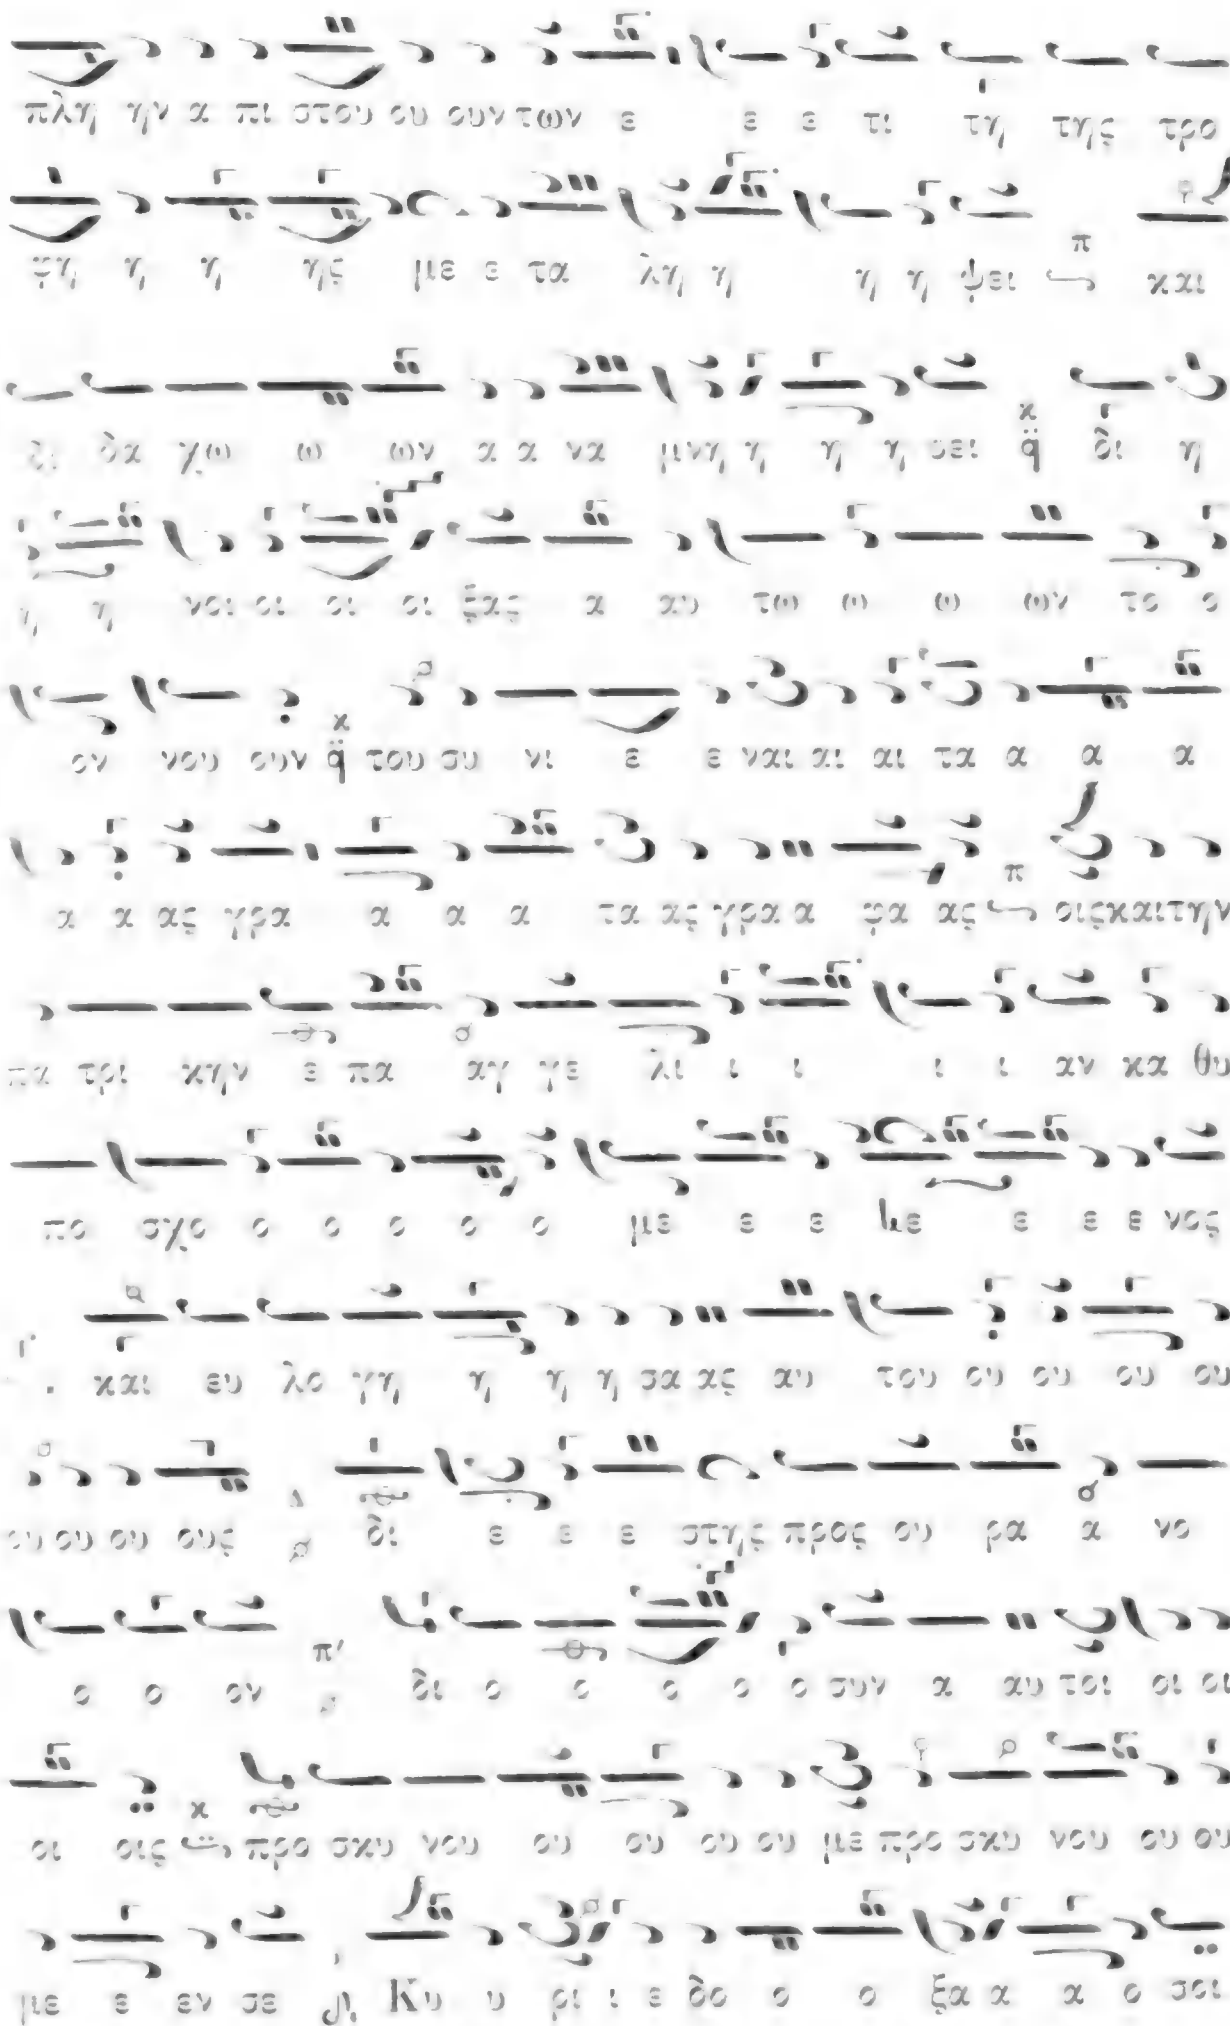 πλη ην α πι στου ου ουν των ε ε ε τι τη της τρο
φη η η ης με ε τα λη η η η ψει π και
δι δα χω ω ων α α να μνη η η η σει κ q̈ δι η
η η νοι οι οι οι ξας α αυ τω ω ω ων το ο
ον νου ουν κ q̈ του συ νι ε ε ναι αι αι τα α α α
α α ας γρα α α α τα ας γρα α φα ας π οις και την
πα τρι κην ε πα αγ γε λι ι ι ι ι αν κα θυ
πο σχο ο ο ο ο ο με ε ε με ε ε ε νος
και ευ λο γη η η η σα ας αυ του ου ου ου ου
ου ου ου ους Δ δι ε ε ε στης προς ου ρα α νο
ο ο ον π' δι ο ο ο ο ο συν α αυ τοι οι οι
οι οις κ προ σκυ νου ου ου ου ου με προ σκυ νου ου ου
με ε εν σε Κυ υ ρι ι ε δο ο ο ξα α α ο σοι